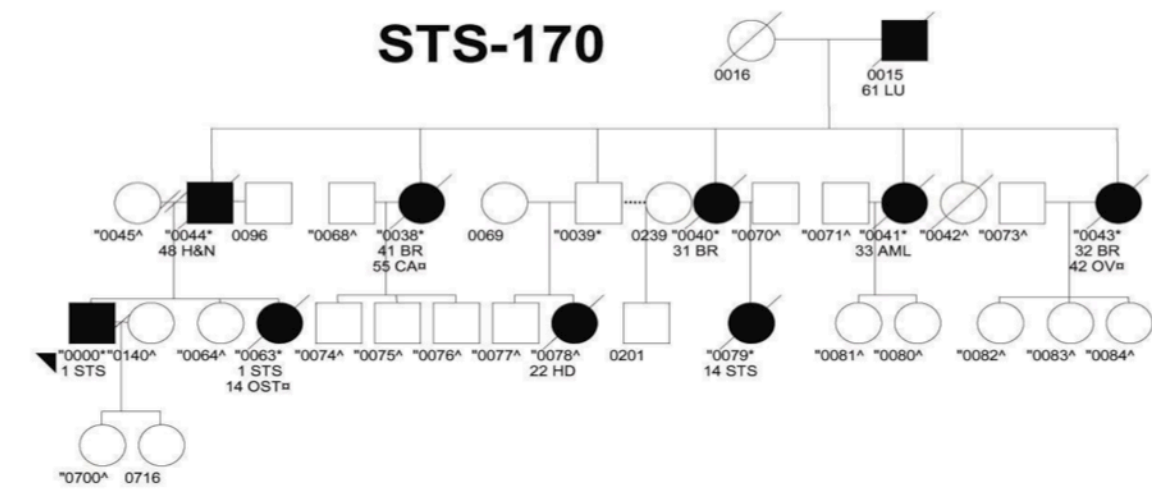 STS-170
0016 0015
61 LU
"0045^ "0044* 0096 "0068^ "0038* 0069 "0039* 0239 "0040* "0070^ "0071^ "0041* "0042^ "0073^ "0043*
48 H&N 41 BR 31 BR 33 AML 32 BR
55 CA¤ 42 OV¤
"0000*"0140^ "0064^ "0063* "0074^ "0075^ "0076^ "0077^ "0078^ 0201 "0079* "0081^ "0080^ "0082^ "0083^ "0084^
1 STS 1 STS 22 HD 14 STS
14 OST¤
"0700^ 0716